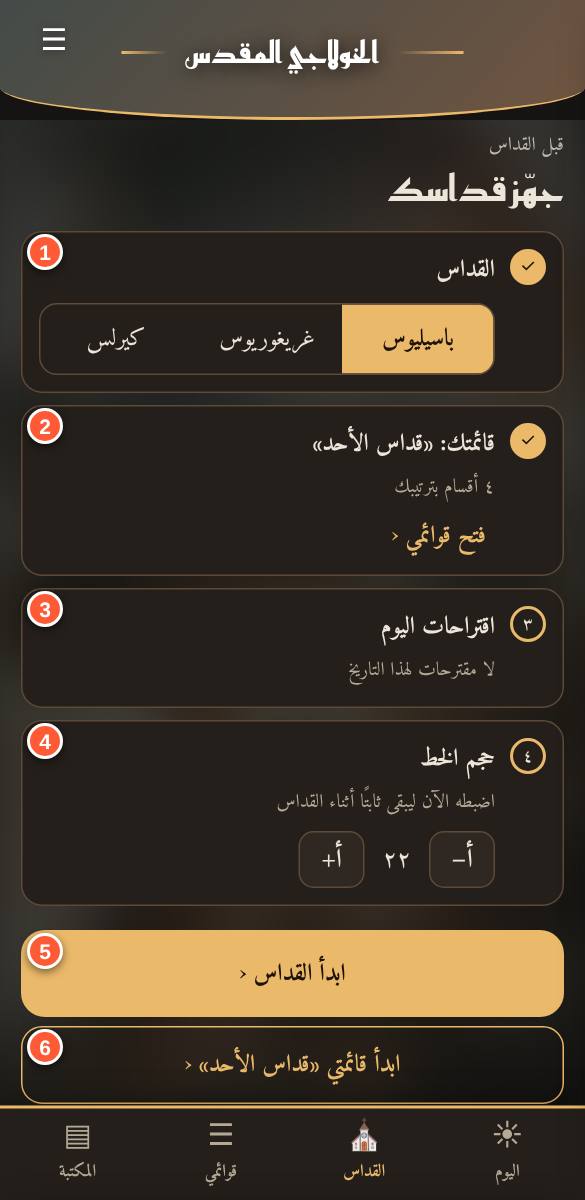 ☰
الخولاجي المقدس
قبل القداس
جهّز قداسك
1
✓ القداس
باسيليوس غريغوريوس كيرلس
2
✓ قائمتك: «قداس الأحد»
٤ أقسام بترتيبك
فتح قوائمي ‹
3
٣ اقتراحات اليوم
لا مقترحات لهذا التاريخ
4
٤ حجم الخط
اضبطه الآن ليبقى ثابتًا أثناء القداس
أ− ٢٢ أ+
5
ابدأ القداس ‹
6
ابدأ قائمتي «قداس الأحد» ‹
اليوم القداس قوائمي المكتبة